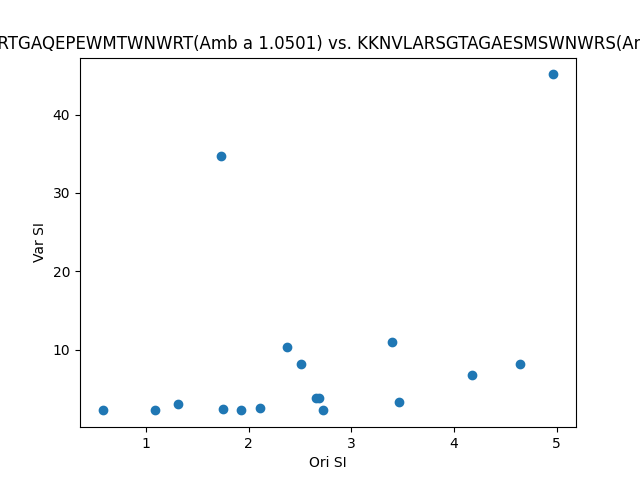 RTGAQEPEWMTWNWRT(Amb a 1.0501) vs. KKNVLARSGTAGAESMSWNWRS(Ar
40
30
20
10
Var SI
1 2 3 4 5
Ori SI